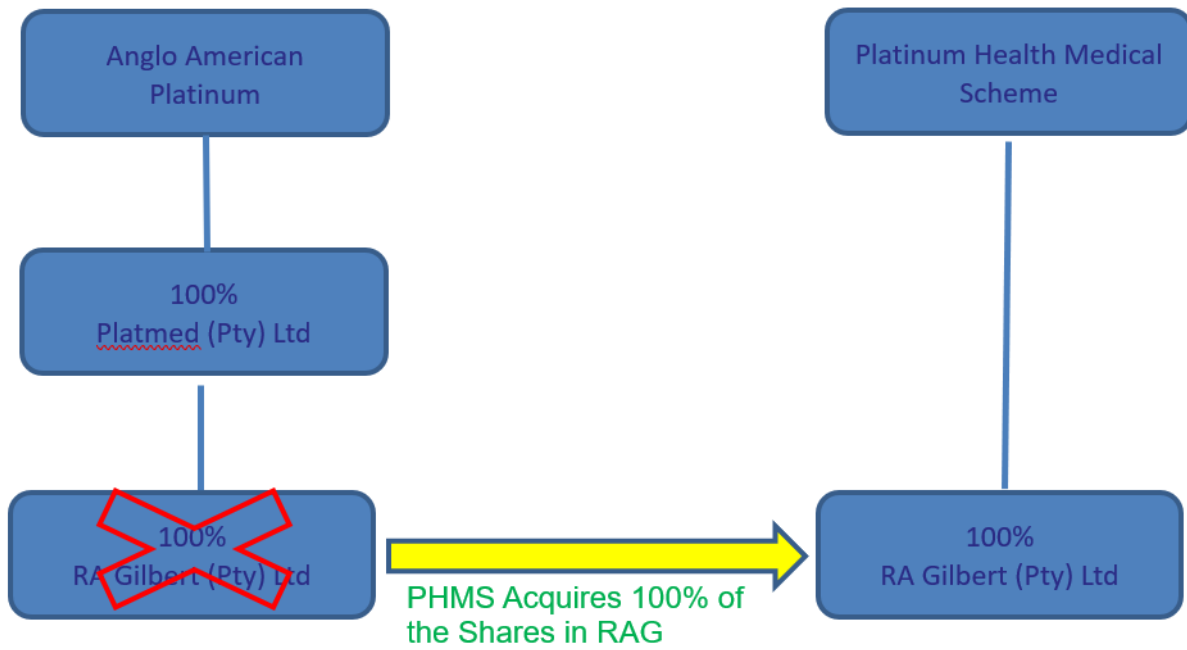 Anglo American
Platinum
Platinum Health Medical
Scheme
100%
Platmed (Pty) Ltd
100%
RA Gilbert (Pty) Ltd
PHMS Acquires 100% of
the Shares in RAG
100%
RA Gilbert (Pty) Ltd